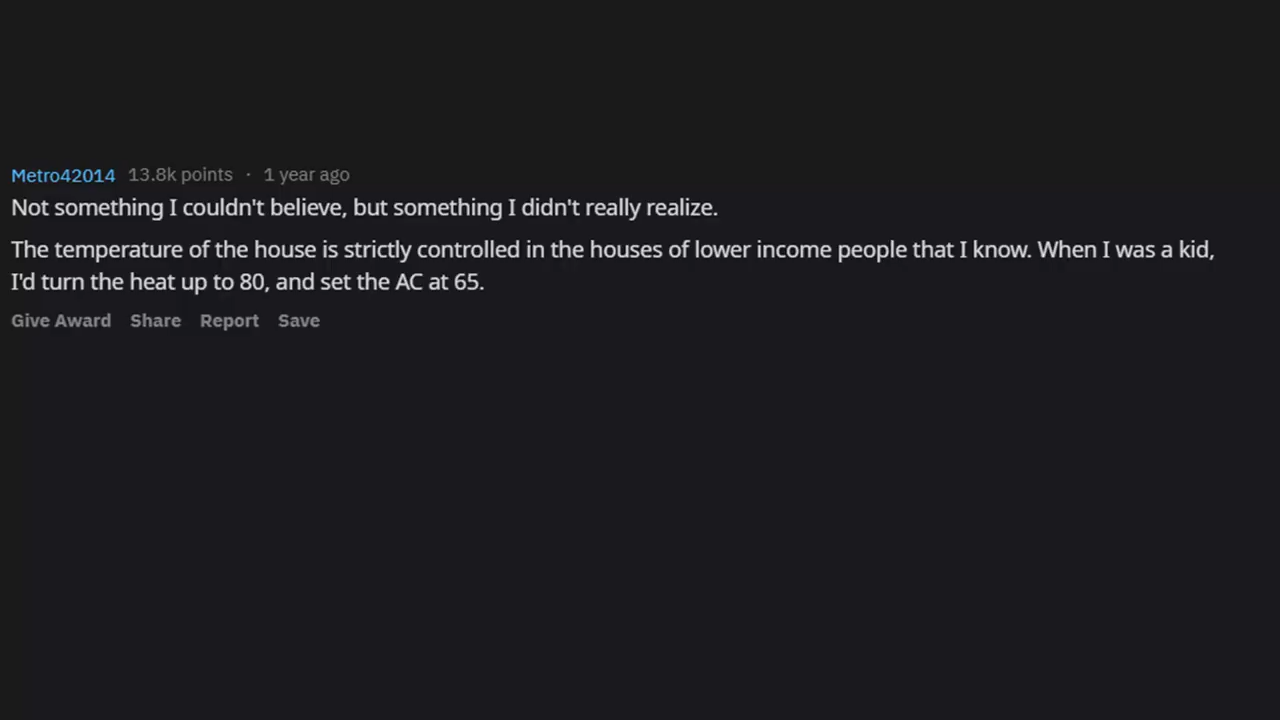 Metro42014 13.8k points · 1 year ago
Not something I couldn't believe, but something I didn't really realize.
The temperature of the house is strictly controlled in the houses of lower income people that I know. When I was a kid,
I'd turn the heat up to 80, and set the AC at 65.
Give Award Share Report Save